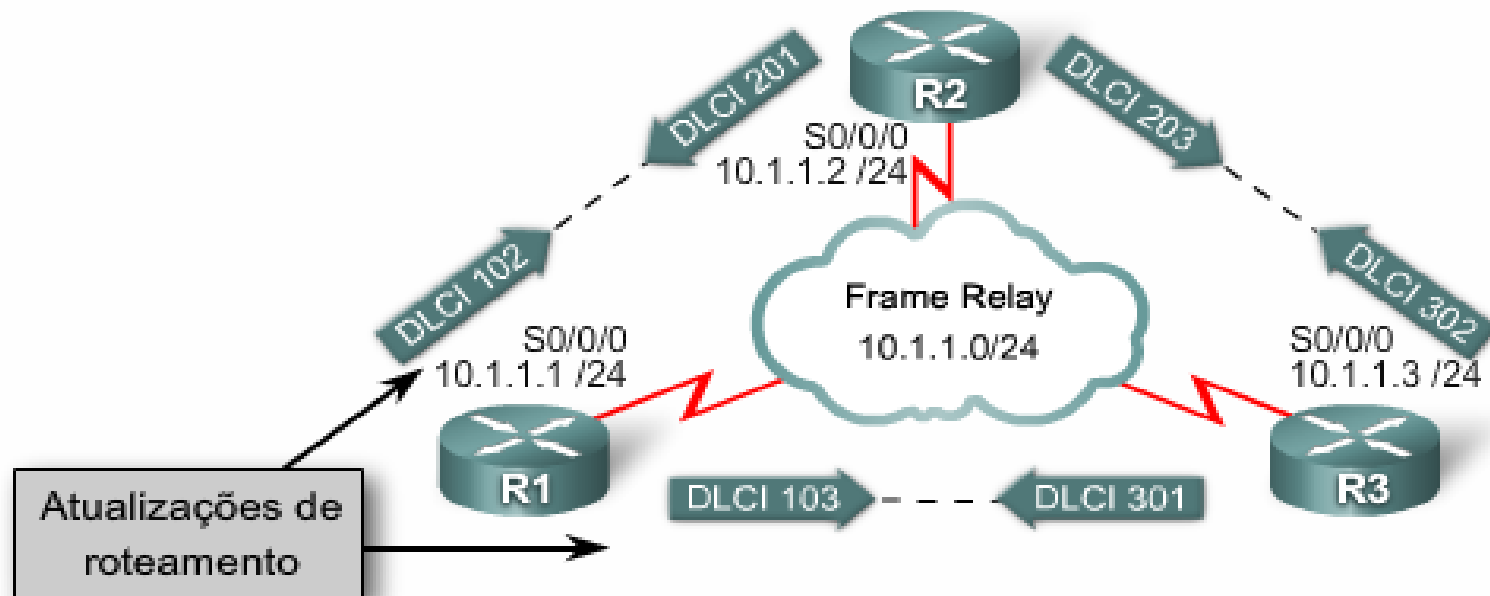 DLCI 201
R2
DLCI 203
S0/0/0
10.1.1.2 /24
DLCI 102
DLCI 302
Frame Relay
10.1.1.0/24
S0/0/0
10.1.1.1 /24
S0/0/0
10.1.1.3 /24
R1
DLCI 103
DLCI 301
R3
Atualizações de
roteamento